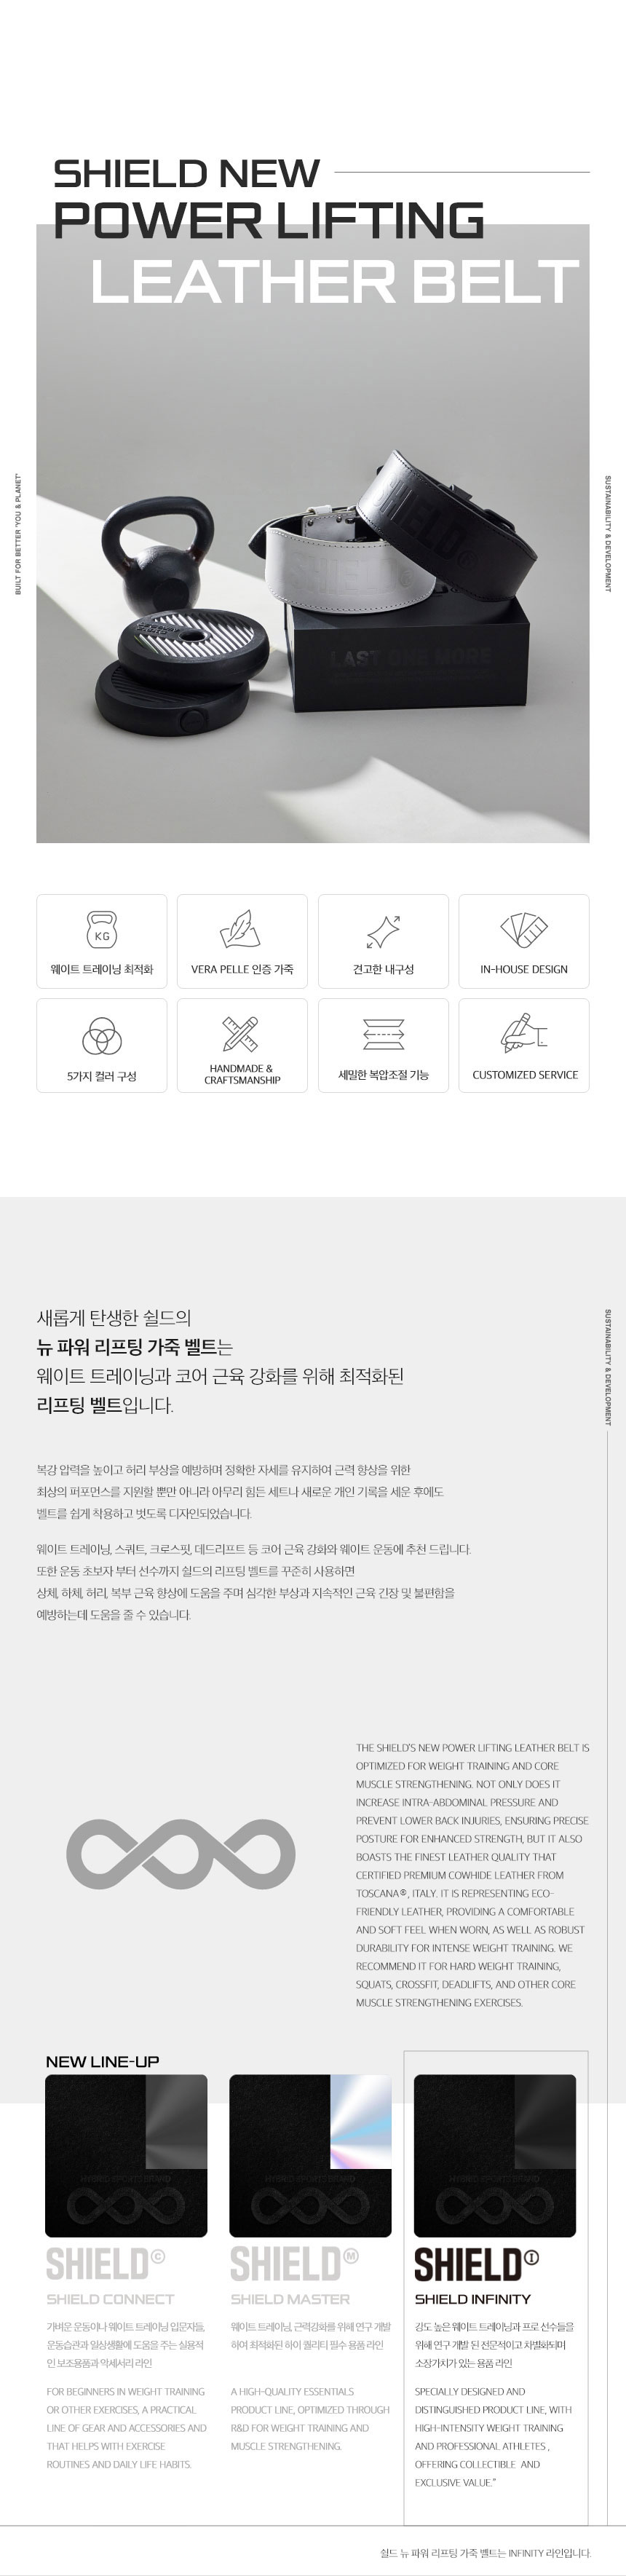 SHIELD NEW
POWER LIFTING
LEATHER BELT
BUILT FOR BETTER 'YOU & PLANET'
SUSTAINABILITY & DEVELOPMENT
LAST ONE MORE
KG
웨이트 트레이닝 최적화
VERA PELLE 인증 가죽
견고한 내구성
IN-HOUSE DESIGN
5가지 컬러 구성
HANDMADE &
CRAFTSMANSHIP
세밀한 복압조절 기능
CUSTOMIZED SERVICE
새롭게 탄생한 쉴드의
뉴 파워 리프팅 가죽 벨트는
웨이트 트레이닝과 코어 근육 강화를 위해 최적화된
리프팅 벨트입니다.
SUSTAINABILITY & DEVELOPMENT
복강 압력을 높이고 허리 부상을 예방하며 정확한 자세를 유지하여 근력 향상을 위한
최상의 퍼포먼스를 지원할 뿐만 아니라 아무리 힘든 세트나 새로운 개인 기록을 세운 후에도
벨트를 쉽게 착용하고 벗도록 디자인되었습니다.
웨이트 트레이닝, 스쿼트, 크로스핏, 데드리프트 등 코어 근육 강화와 웨이트 운동에 추천 드립니다.
또한 운동 초보자 부터 선수까지 쉴드의 리프팅 벨트를 꾸준히 사용하면
상체, 하체, 허리, 복부 근육 향상에 도움을 주며 심각한 부상과 지속적인 근육 긴장 및 불편함을
예방하는데 도움을 줄 수 있습니다.
THE SHIELD'S NEW POWER LIFTING LEATHER BELT IS
OPTIMIZED FOR WEIGHT TRAINING AND CORE
MUSCLE STRENGTHENING. NOT ONLY DOES IT
INCREASE INTRA-ABDOMINAL PRESSURE AND
PREVENT LOWER BACK INJURIES, ENSURING PRECISE
POSTURE FOR ENHANCED STRENGTH, BUT IT ALSO
BOASTS THE FINEST LEATHER QUALITY THAT
CERTIFIED PREMIUM COWHIDE LEATHER FROM
TOSCANA®, ITALY. IT IS REPRESENTING ECO-
FRIENDLY LEATHER, PROVIDING A COMFORTABLE
AND SOFT FEEL WHEN WORN, AS WELL AS ROBUST
DURABILITY FOR INTENSE WEIGHT TRAINING. WE
RECOMMEND IT FOR HARD WEIGHT TRAINING,
SQUATS, CROSSFIT, DEADLIFTS, AND OTHER CORE
MUSCLE STRENGTHENING EXERCISES.
NEW LINE-UP
HYBRID SPORTS BRAND
SHIELD©
SHIELD CONNECT
가벼운 운동이나 웨이트 트레이닝 입문자들,
운동습관과 일상생활에 도움을 주는 실용적
인 보조용품과 악세서리 라인
FOR BEGINNERS IN WEIGHT TRAINING
OR OTHER EXERCISES, A PRACTICAL
LINE OF GEAR AND ACCESSORIES AND
THAT HELPS WITH EXERCISE
ROUTINES AND DAILY LIFE HABITS.
HYBRID SPORTS BRAND
SHIELDⓂ
SHIELD MASTER
웨이트 트레이닝, 근력강화를 위해 연구 개발
하여 최적화된 하이 퀄리티 필수 용품 라인
A HIGH-QUALITY ESSENTIALS
PRODUCT LINE, OPTIMIZED THROUGH
R&D FOR WEIGHT TRAINING AND
MUSCLE STRENGTHENING.
HYBRID SPORTS BRAND
SHIELDⒾ
SHIELD INFINITY
강도 높은 웨이트 트레이닝과 프로 선수들을
위해 연구 개발 된 전문적이고 차별화되며
소장가치가 있는 용품 라인
SPECIALLY DESIGNED AND
DISTINGUISHED PRODUCT LINE, WITH
HIGH-INTENSITY WEIGHT TRAINING
AND PROFESSIONAL ATHLETES ,
OFFERING COLLECTIBLE AND
EXCLUSIVE VALUE."
쉴드 뉴 파워 리프팅 가죽 벨트는 INFINITY 라인입니다.